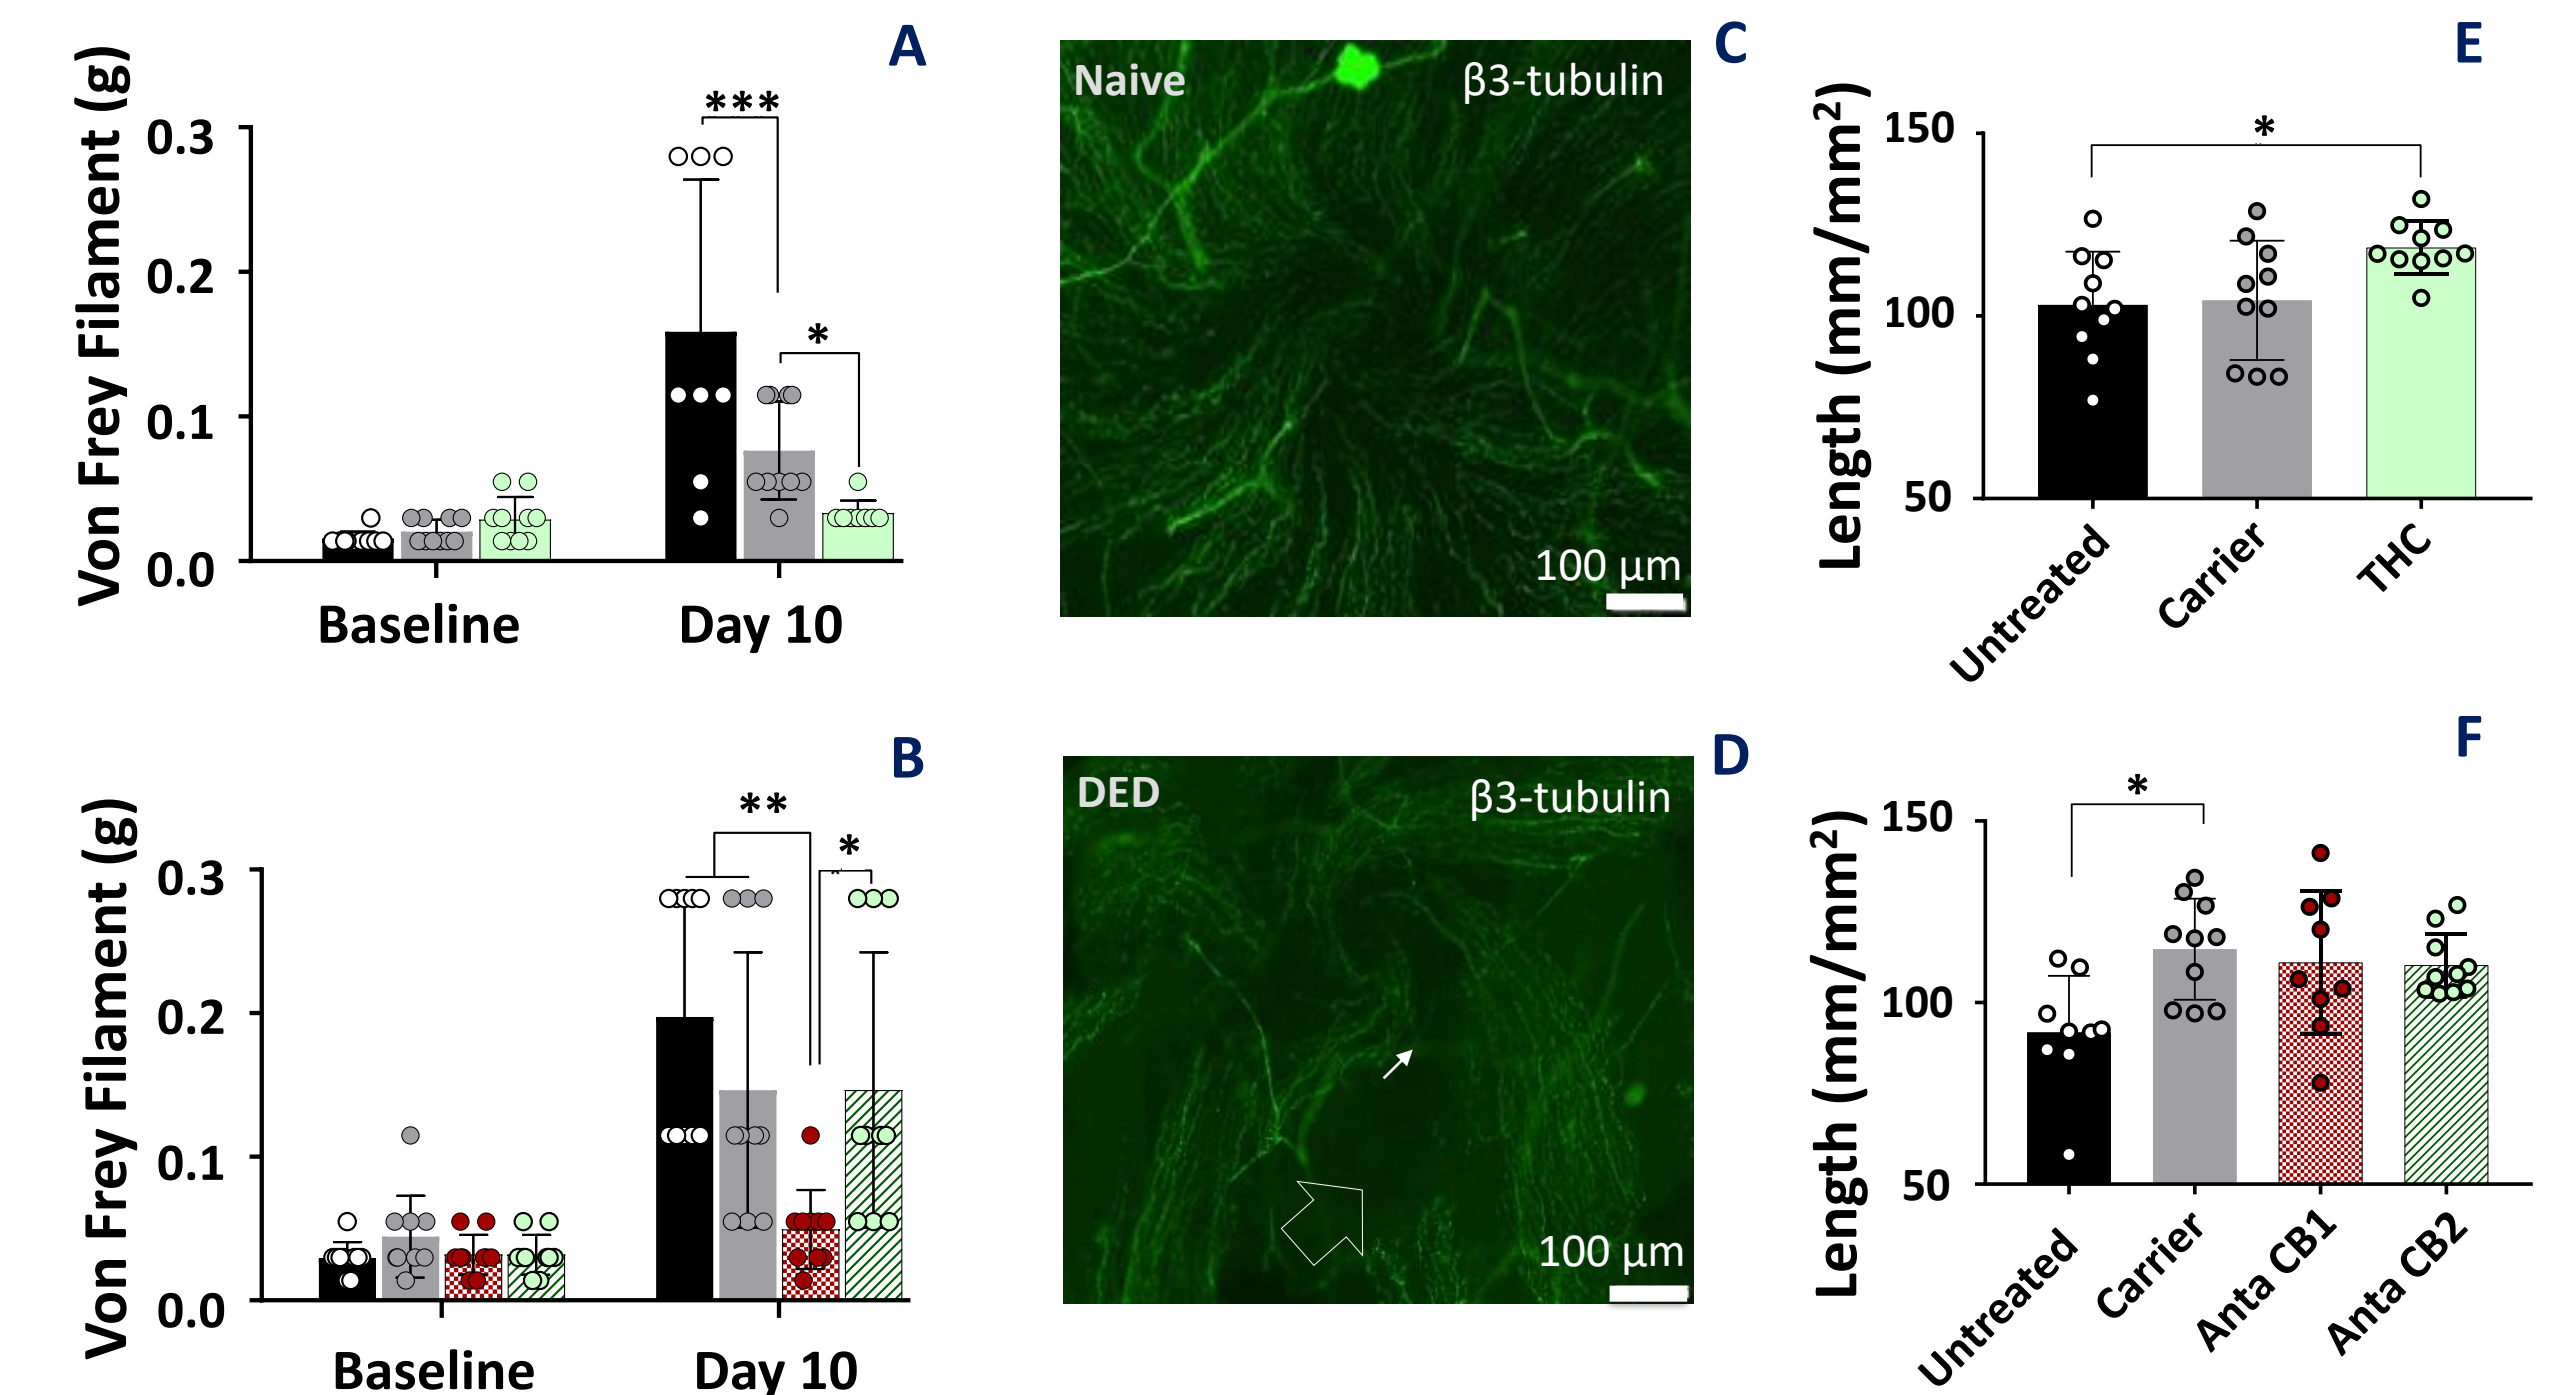 A
Von Frey Filament (g)
0.3
0.2
0.1
0.0
***
*
Baseline
Day 10
C
Naive
β3-tubulin
100 µm
E
Length (mm/mm²)
150
100
50
*
Untreated
Carrier
THC
B
Von Frey Filament (g)
0.3
0.2
0.1
0.0
**
*
Baseline
Day 10
D
DED
β3-tubulin
100 µm
F
Length (mm/mm²)
150
100
50
*
Untreated
Carrier
Anta CB1
Anta CB2